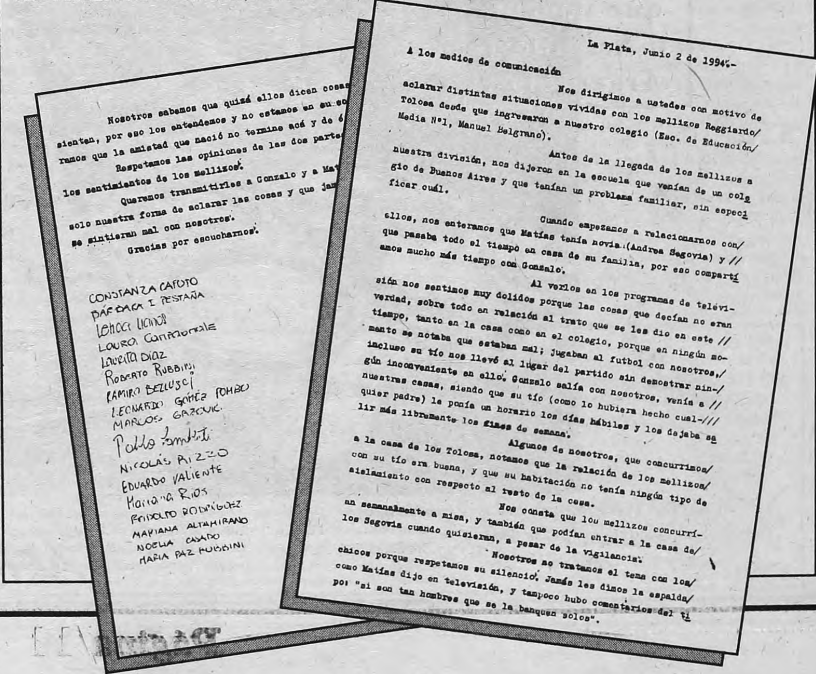 La Plata, Junio 2 de 1994.-
A los medios de comunicación
Nos dirigimos a ustedes con motivo de
aclarar distintas situaciones vividas con los mellizos Reggiardo/
Tolosa desde que ingresaron a nuestro colegio (Esc. de Educación/
Media Nº1, Manuel Belgrano).
Antes de la llegada de los mellizos a
nuestra división, nos dijeron en la escuela que venían de un cole
gio de Buenos Aires y que tenían un problema familiar, sin especi
ficar cuál.
Cuando empezamos a relacionarnos con/
ellos, nos enteramos que Matías tenía novia (Andrea Segovia) y //
que pasaba todo el tiempo en casa de su familia, por eso compartí
amos mucho más tiempo con Gonzalo.
Al verlos en los programas de televi-
sión nos sentimos muy dolidos porque las cosas que decían no eran
verdad, sobre todo en relación al trato que se les dio en este //
tiempo, tanto en la casa como en el colegio, porque en ningún mo-
mento se notaba que estaban mal; jugaban al futbol con nosotros,/
incluso su tío nos llevó al lugar del partido sin demostrar nin-/
gún inconveniente en ello. Gonzalo salía con nosotros, venía a //
nuestras casas, siendo que su tío (como lo hubiera hecho cual-///
quier padre) le ponía un horario los días hábiles y los dejaba sa
lir más libremente los fines de semana.
Algunos de nosotros, que concurrimos/
a la casa de los Tolosa, notamos que la relación de los mellizos/
con su tío era buena, y que su habitación no tenía ningún tipo de
aislamiento con respecto al resto de la casa.
Nos consta que los mellizos concurrí-
an semanalmente a misa, y también que podían entrar a la casa de/
los Segovia cuando quisieran, a pesar de la vigilancia.
Nosotros no tratamos el tema con los/
chicos porque respetamos su silencio. Jamás les dimos la espalda/
como Matías dijo en televisión, y tampoco hubo comentarios del ti
po: "si son tan hombres que se la banquen solos".
Nosotros sabemos que quizá ellos dicen cosas
sienten, por eso los entendemos y no estamos en su
ramos que la amistad que nació no termine acá y de
Respetamos las opiniones de las dos
los sentimientos de los mellizos.
Queremos transmitirles a Gonzalo y a
solo nuestra forma de aclarar las cosas y que
se sintieran mal con nosotros.
Gracias por escucharnos.
CONSTANZA CAFOTO
BÁRBARA I PESTAÑA
Laura
Laurita DIAZ
ROBERTO RUBBINI
RAMIRO
LEONARDO GOMEZ POMBO
MARCOS
Pablo
NICOLÁS RIZZO
EDUARDO VALIENTE
Mariana Rios
RODOLFO RODRÍGUEZ
MARIANA ALTAMIRANO
NOELIA CASADO
MARIA PAZ RUBBINI